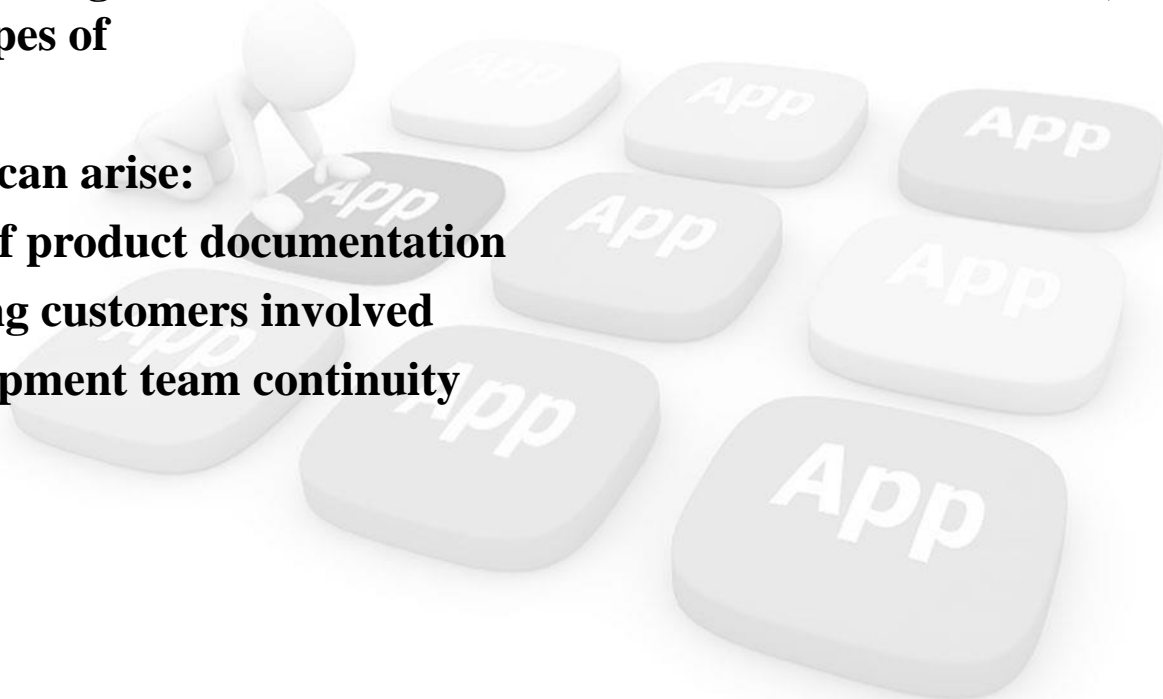 pes of
can arise:
f product documentation
g customers involved
pment team continuity
App
App
App
App
App
App
App
App
App